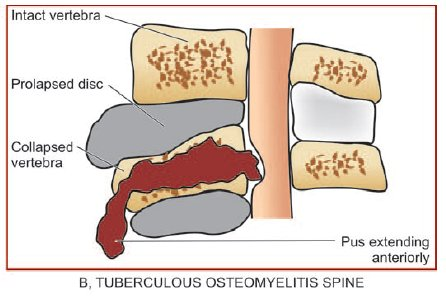 Intact vertebra
Prolapsed disc
Collapsed
vertebra
Pus extending
anteriorly
B, TUBERCULOUS OSTEOMYELITIS SPINE